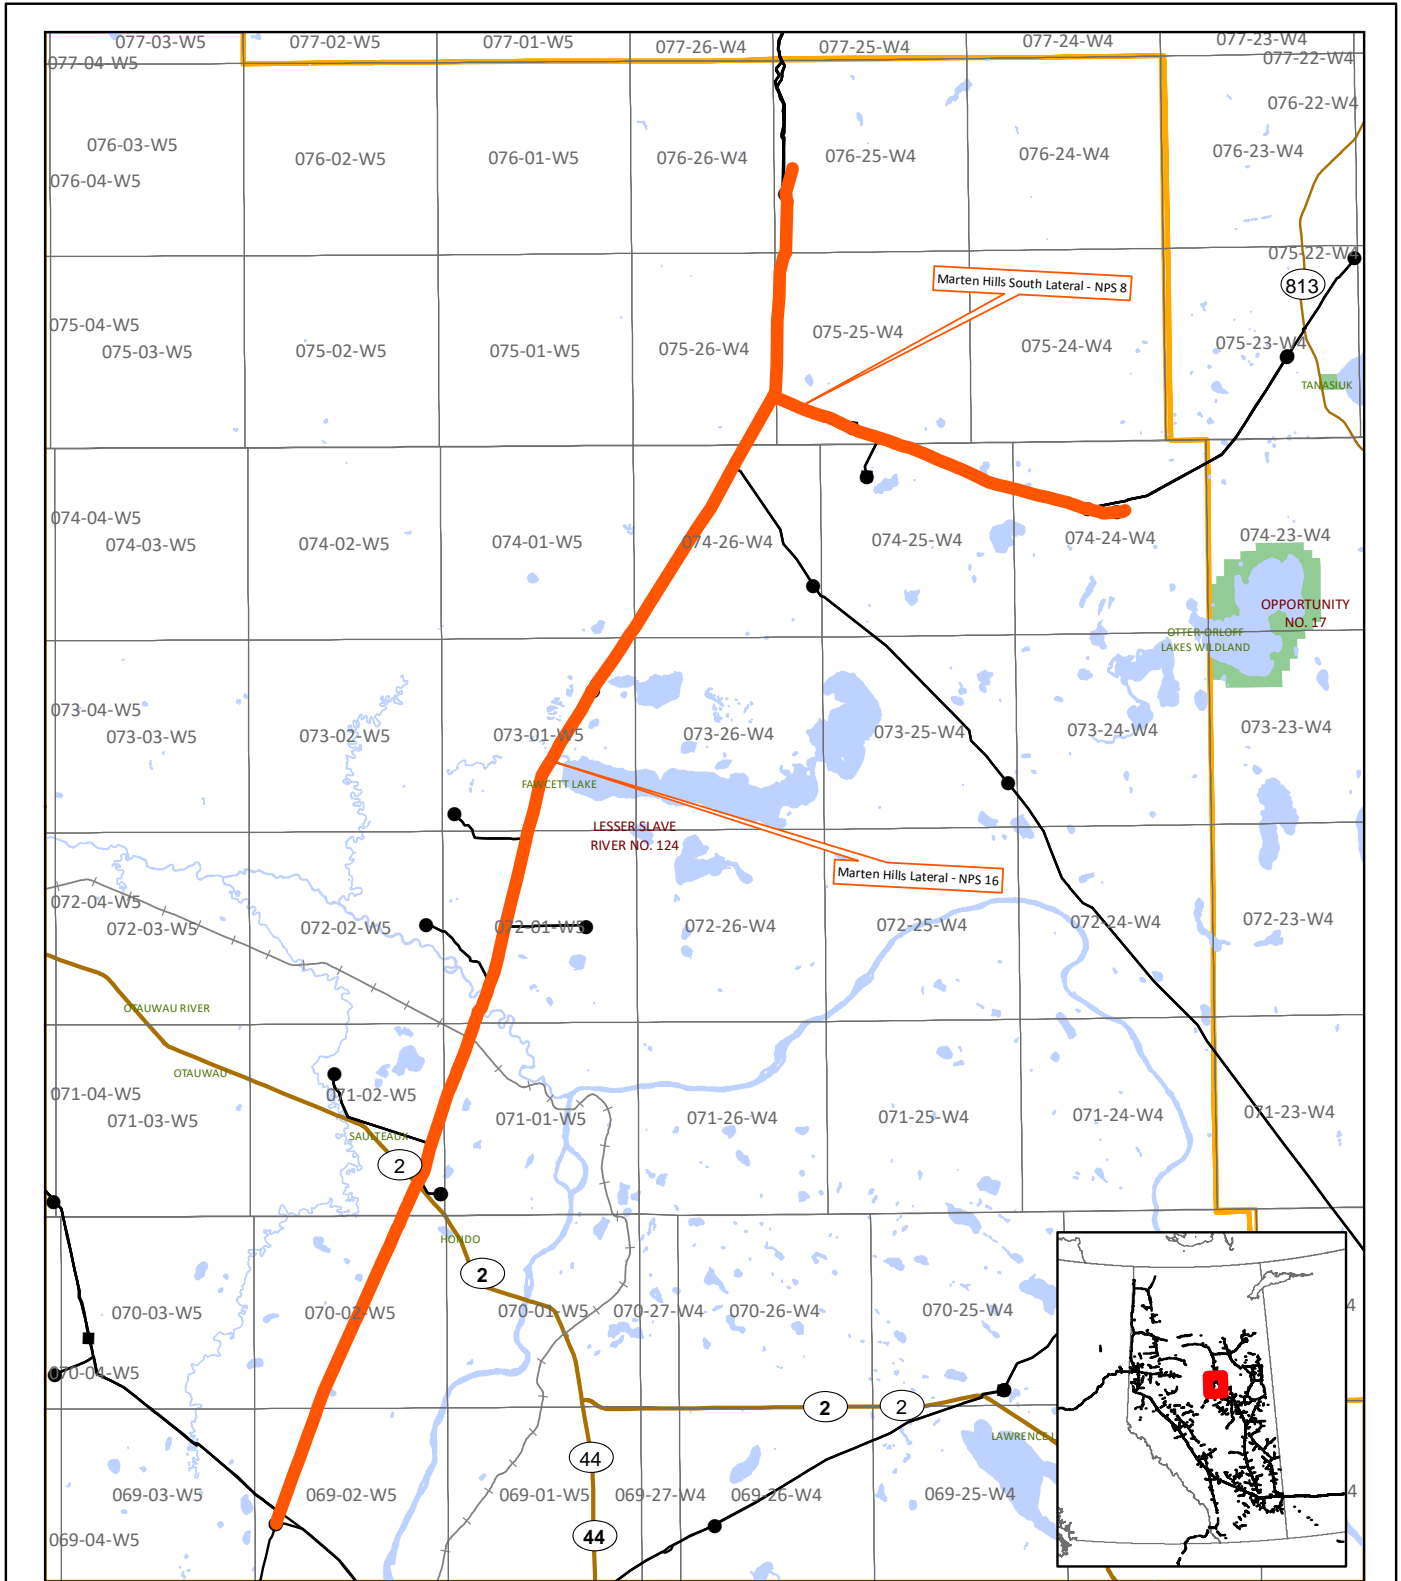 077-03-W5
077-02-W5
077-01-W5
077-26-W4
077-25-W4
077-24-W4
077-23-W4
077-04-W5
077-22-W4
076-22-W4
076-03-W5
076-02-W5
076-01-W5
076-26-W4
076-25-W4
076-24-W4
076-23-W4
076-04-W5
075-22-W4
Marten Hills South Lateral - NPS 8
813
075-04-W5
075-03-W5
075-02-W5
075-01-W5
075-26-W4
075-25-W4
075-24-W4
075-23-W4
TANASIUK
074-04-W5
074-03-W5
074-02-W5
074-01-W5
074-26-W4
074-25-W4
074-24-W4
074-23-W4
OPPORTUNITY
NO. 17
OTTER-ORLOFF
LAKES WILDLAND
073-04-W5
073-03-W5
073-02-W5
073-01-W5
073-26-W4
073-25-W4
073-24-W4
073-23-W4
FAWCETT LAKE
LESSER SLAVE
RIVER NO. 124
Marten Hills Lateral - NPS 16
072-04-W5
072-03-W5
072-02-W5
072-01-W5
072-26-W4
072-25-W4
072-24-W4
072-23-W4
OTAUWAU RIVER
OTAUWAU
071-04-W5
071-03-W5
071-02-W5
071-01-W5
071-26-W4
071-25-W4
071-24-W4
071-23-W4
SAULTEAUX
2
HONDO
2
070-03-W5
070-02-W5
070-01-W5
070-27-W4
070-26-W4
070-25-W4
4
070-04-W5
2
2
LAWRENCE L
44
069-03-W5
069-02-W5
069-01-W5
069-27-W4
069-26-W4
069-25-W4
4
069-04-W5
44